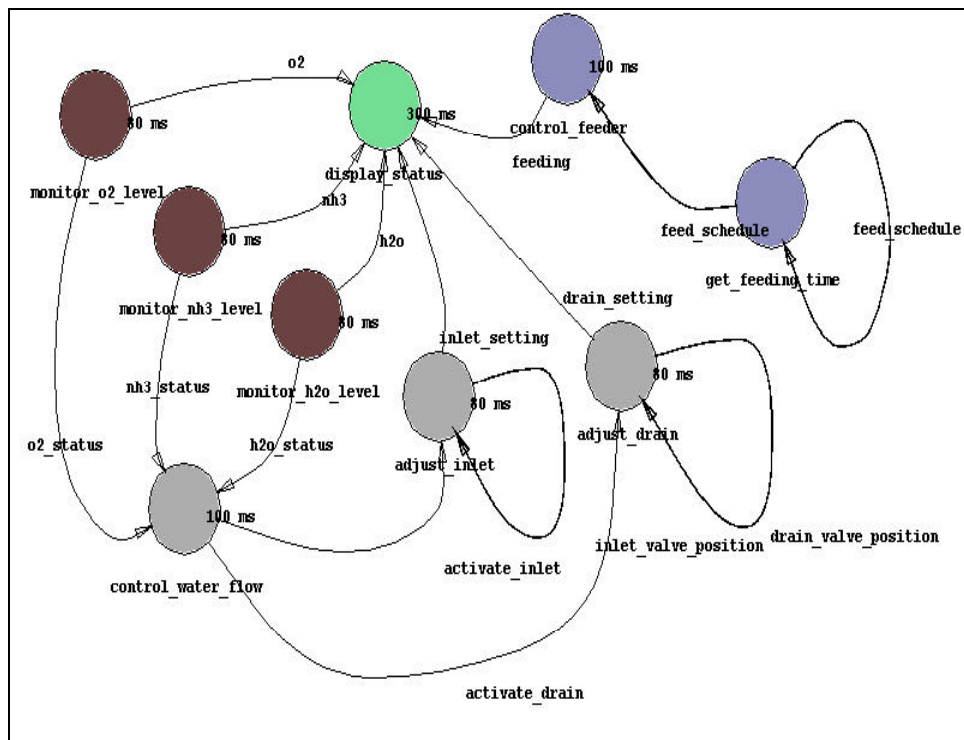 o2
100 ms
80 ms
300 ms
control_feeder
feeding
monitor_o2_level
display_status
nh3
80 ms
h2o
feed_schedule
feed_schedule
get_feeding_time
monitor_nh3_level
80 ms
drain_setting
inlet_setting
nh3_status
monitor_h2o_level
80 ms
80 ms
o2_status
h2o_status
adjust_inlet
adjust_drain
100 ms
inlet_valve_position
drain_valve_position
activate_inlet
control_water_flow
activate_drain